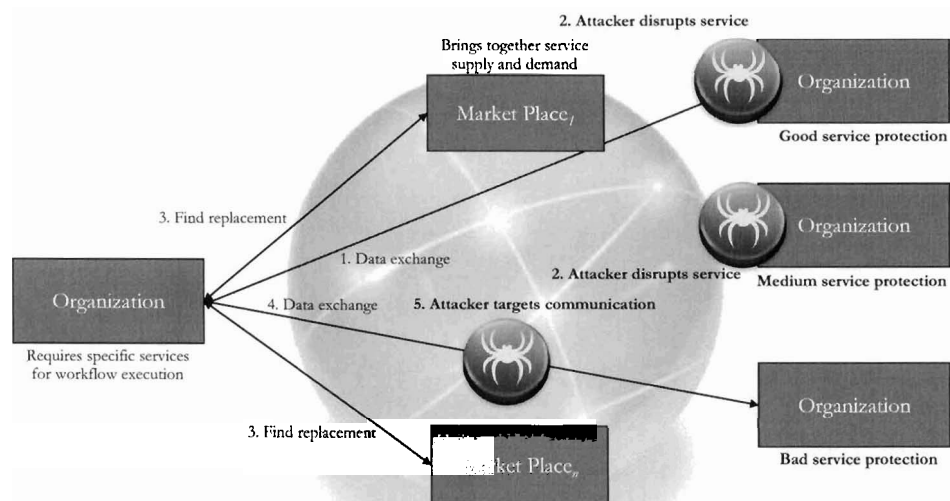 2. Attacker disrupts service
Brings together service
supply and demand
Market Place1
Organization
Good service protection
3. Find replacement
1. Data exchange
Organization
2. Attacker disrupts service
Medium service protection
Organization
4. Data exchange
5. Attacker targets communication
Requires specific services
for workflow execution
Organization
3. Find replacement
Market Placen
Bad service protection